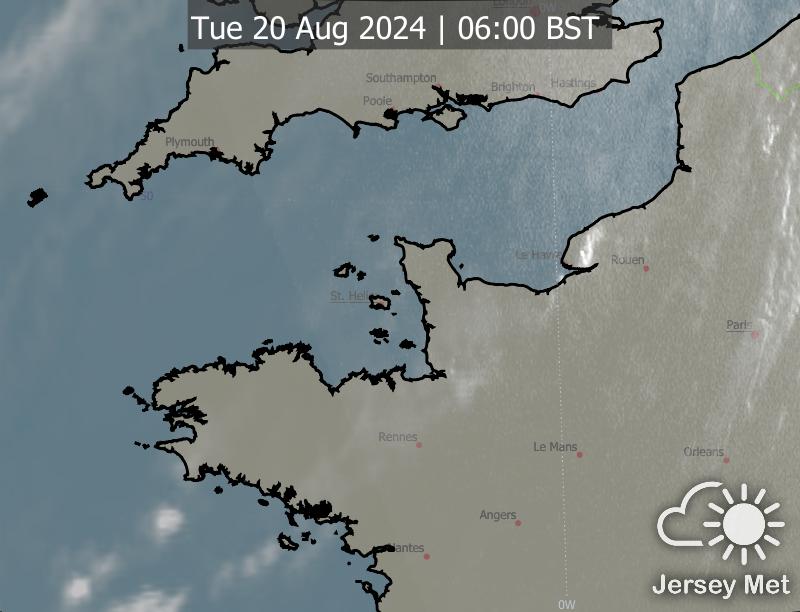 London
0W
Tue 20 Aug 2024 | 06:00 BST
Southampton
Brighton
Hastings
Poole
Plymouth
50
Le Havre
Rouen
St. Helier
Paris
Rennes
Le Mans
Orleans
Angers
Nantes
Jersey Met
0W